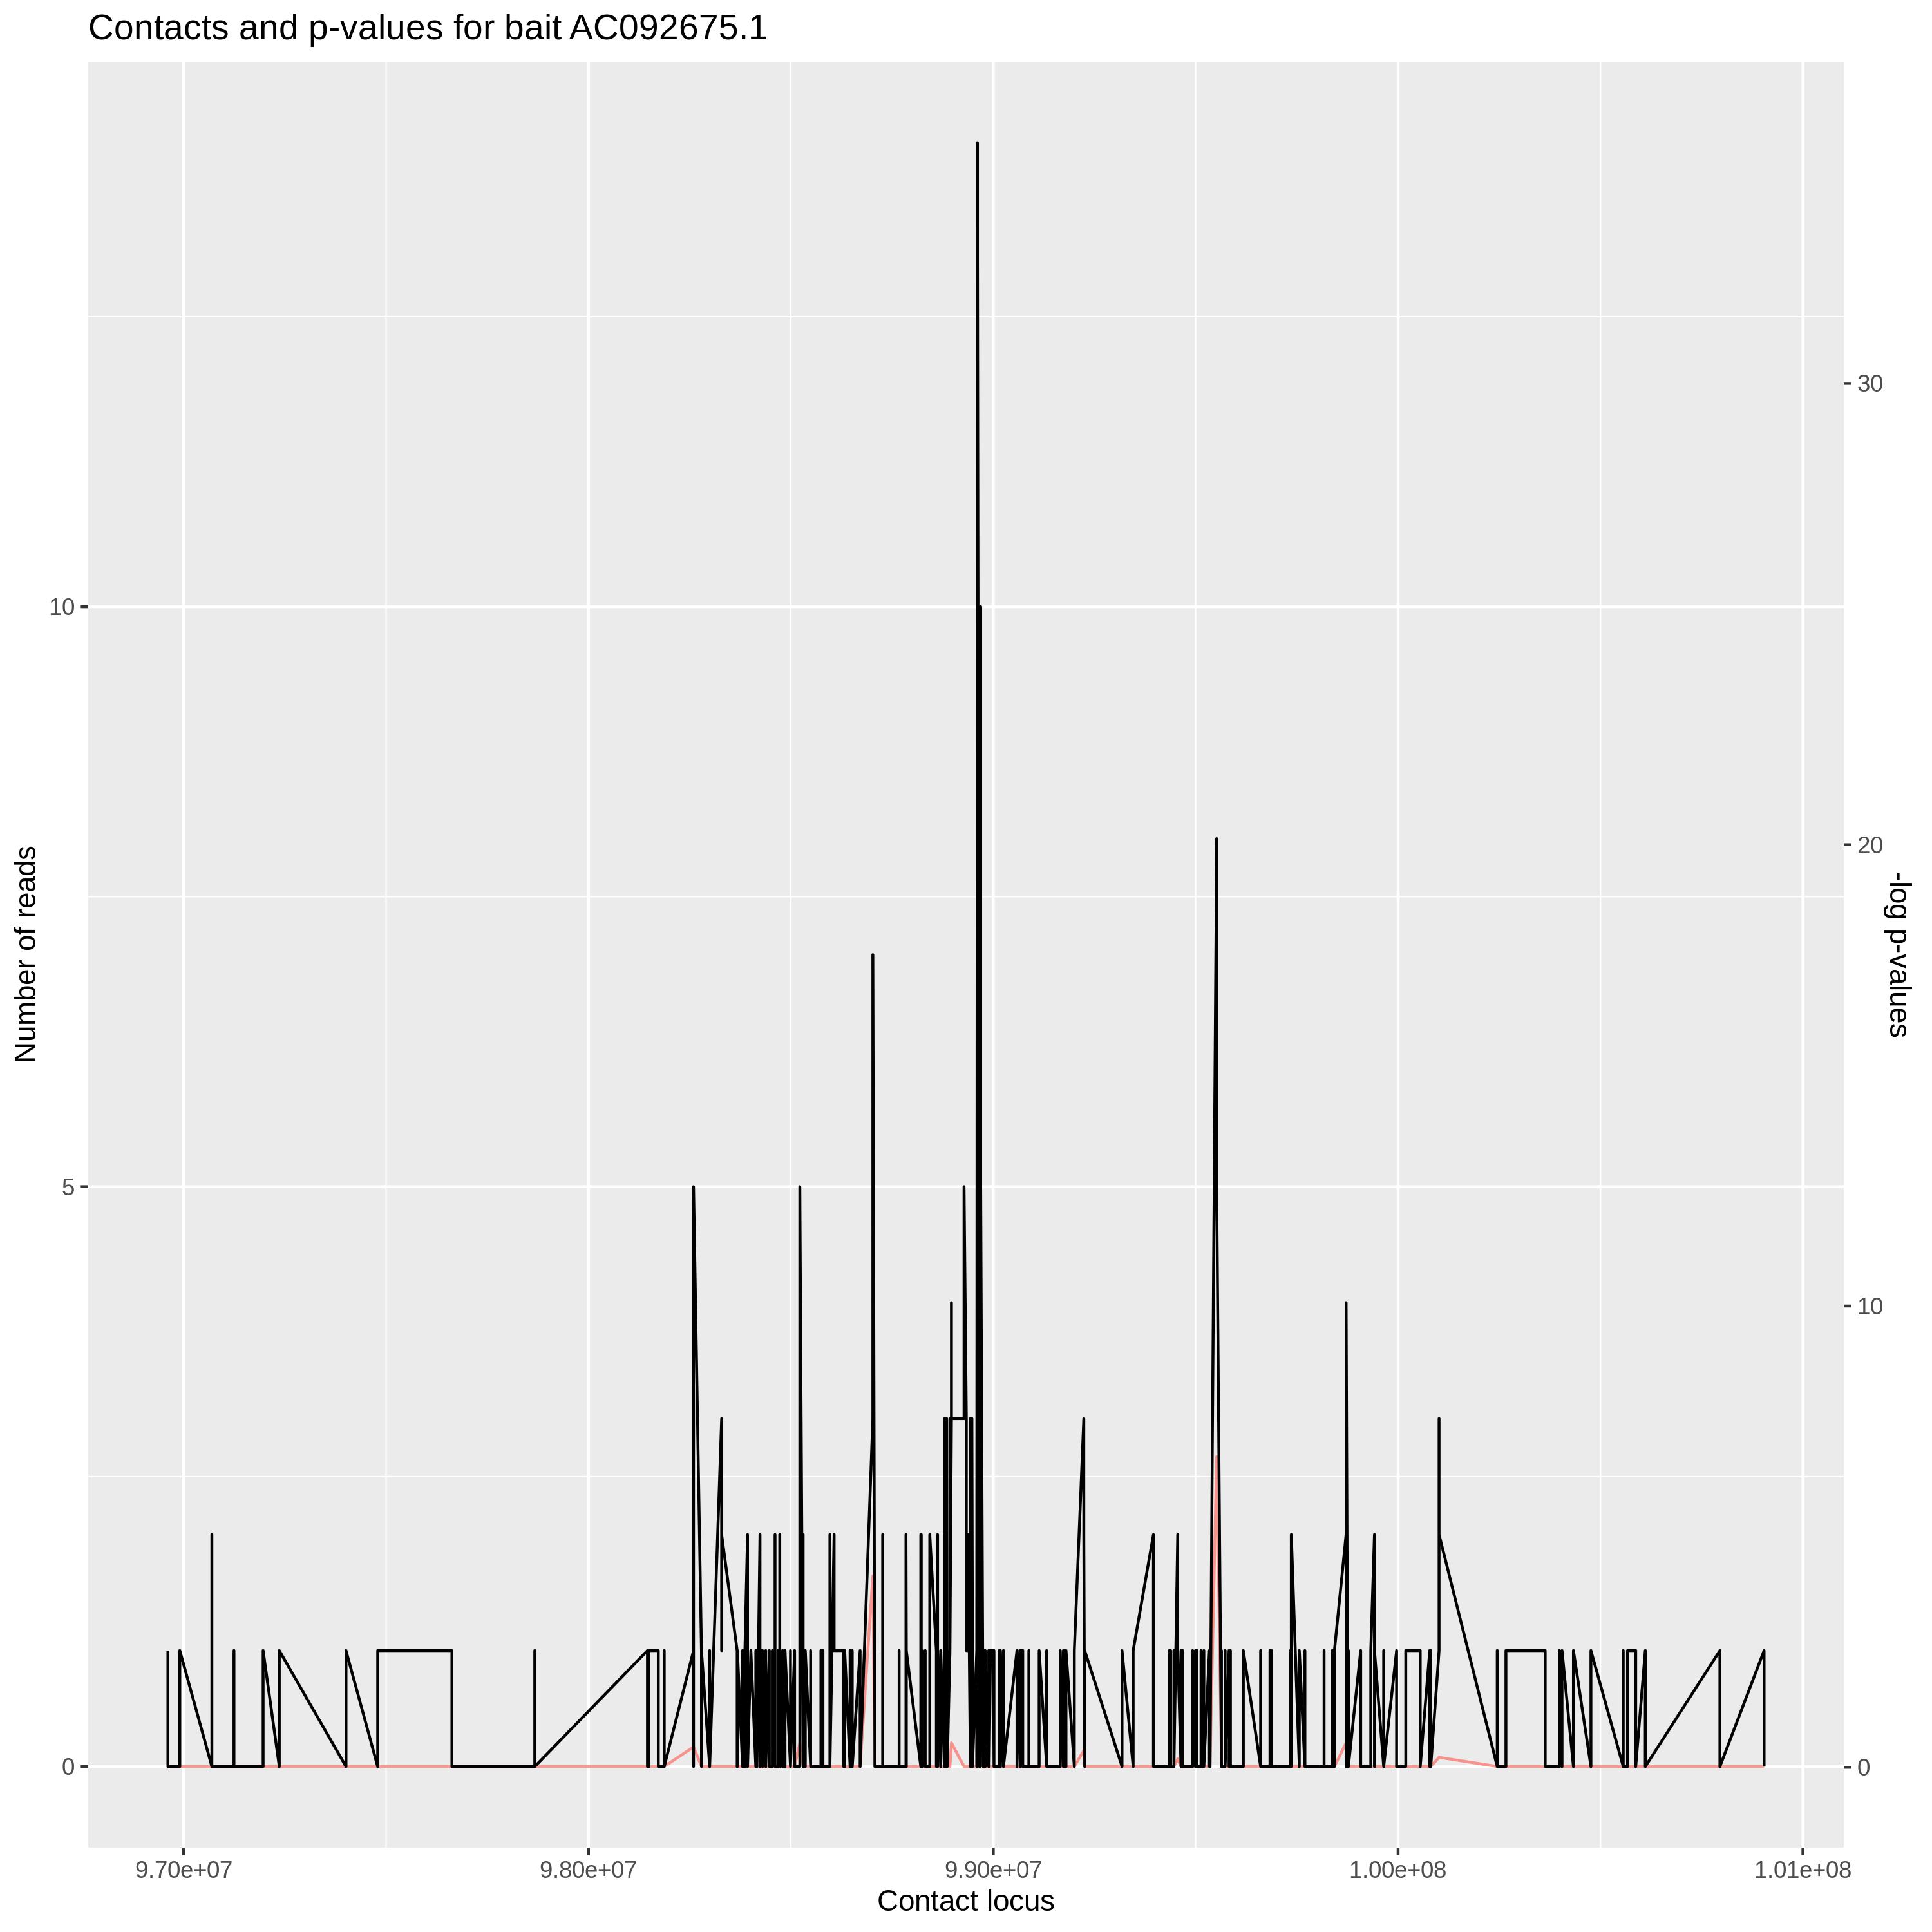 Contacts and p-values for bait AC092675.1
10
5
0
Number of reads
30
20
10
0
-log p-values
9.70e+07
9.80e+07
9.90e+07
1.00e+08
1.01e+08
Contact locus